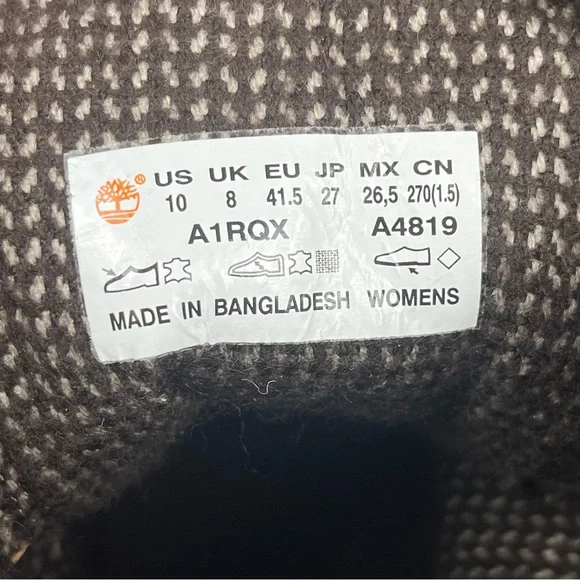 ® US UK EU JP MX CN
10 8 41.5 27 26,5 270(1.5)
A1RQX A4819
MADE IN BANGLADESH WOMENS